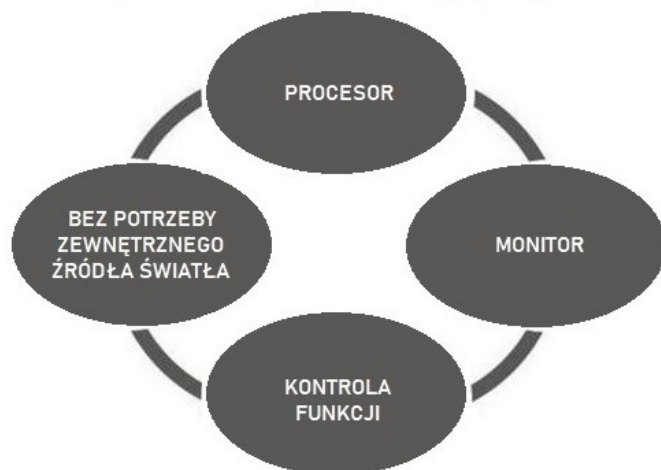 PROCESOR
BEZ POTRZEBY
ZEWNĘTRZNEGO
ŹRÓDŁA ŚWIATŁA
MONITOR
KONTROLA
FUNKCJI